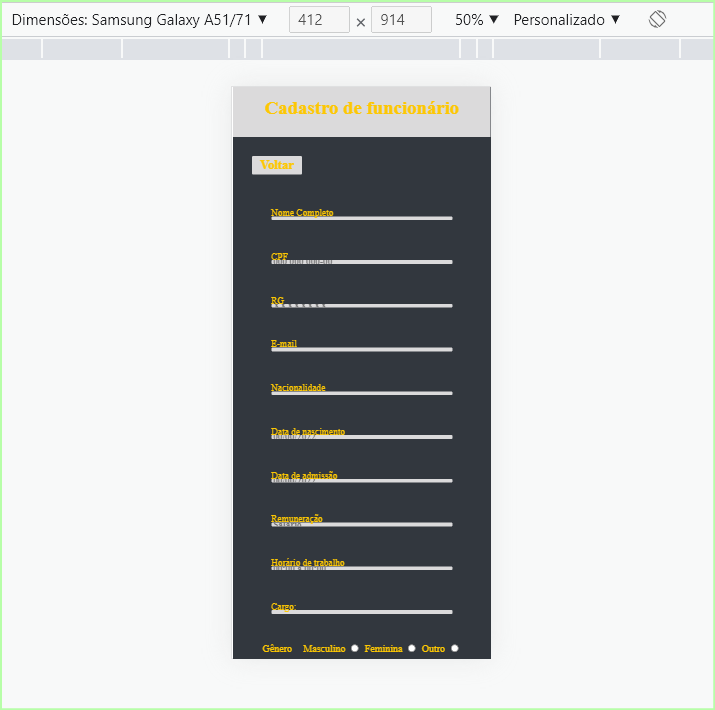 Dimensões: Samsung Galaxy A51/71 ▼ 412 × 914 50% ▼ Personalizado ▼
Cadastro de funcionário
Voltar
Nome Completo
CPF
RG
E-mail
Nacionalidade
Data de nascimento
Data de admissão
Remuneração
Horário de trabalho
Cargo:
Gênero Masculino Feminina Outro